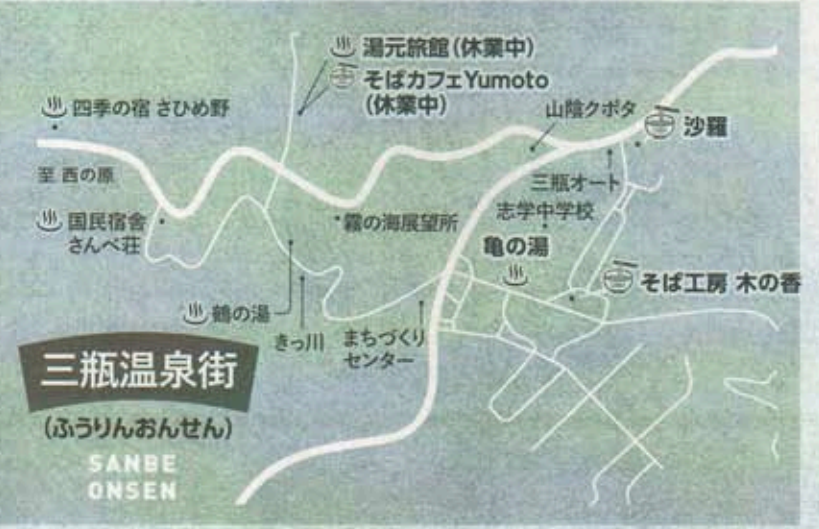 湯元旅館(休業中)
そばカフェYumoto
(休業中)
四季の宿 さひめ野
山陰クボタ
沙羅
至 西の原
三瓶オート
志学中学校
国民宿舎
さんべ荘
霧の海展望所
亀の湯
そば工房 木の香
鶴の湯
きっ川
まちづくり
センター
三瓶温泉街
(ふうりんおんせん)
SANBE
ONSEN